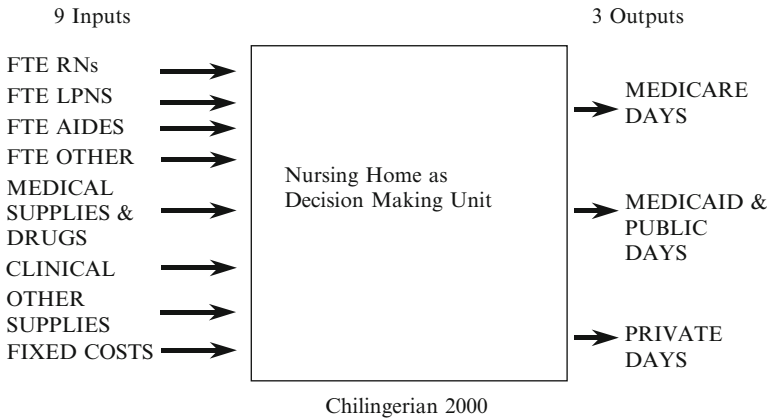 9 Inputs
3 Outputs
FTE RNs
FTE LPNS
FTE AIDES
FTE OTHER
MEDICAL
SUPPLIES &
DRUGS
CLINICAL
OTHER
SUPPLIES
FIXED COSTS
Nursing Home as
Decision Making Unit
MEDICARE
DAYS
MEDICAID &
PUBLIC
DAYS
PRIVATE
DAYS
Chilingerian 2000